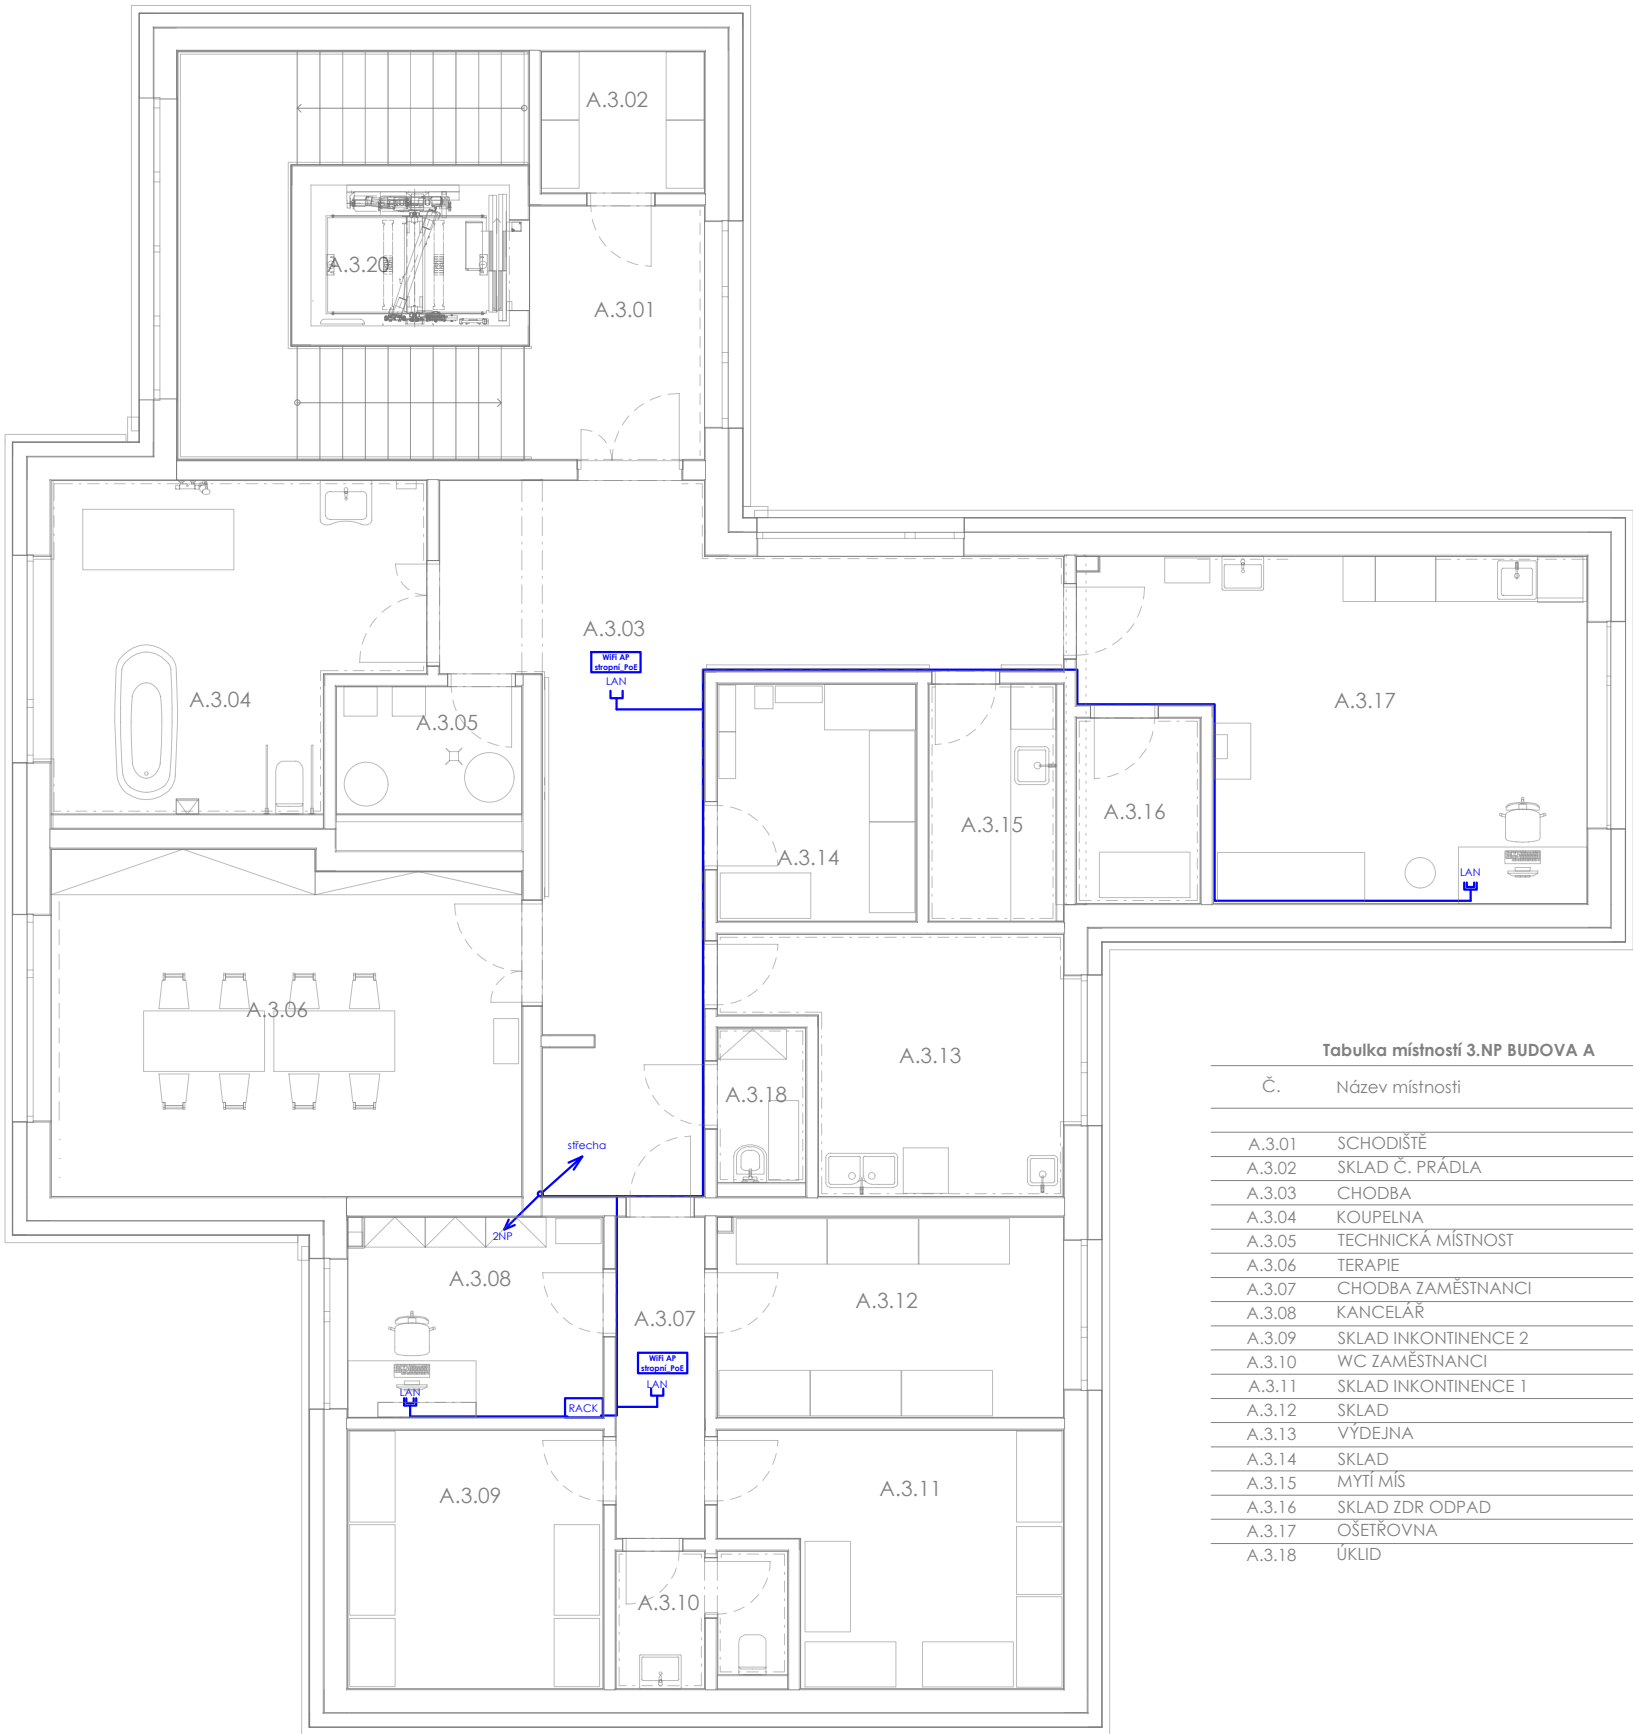 A.3.02
A.3.20
A.3.01
A.3.03
WiFi AP
stropní_PoE
LAN
A.3.04
A.3.05
A.3.17
A.3.16
A.3.15
A.3.14
LAN
A.3.06
A.3.13
A.3.18
střecha
2NP
A.3.08
A.3.12
A.3.07
WiFi AP
stropní_PoE
LAN
LAN
RACK
A.3.09
A.3.11
A.3.10
Tabulka místností 3.NP BUDOVA A
Č. Název místnosti
A.3.01 SCHODIŠTĚ
A.3.02 SKLAD Č. PRÁDLA
A.3.03 CHODBA
A.3.04 KOUPELNA
A.3.05 TECHNICKÁ MÍSTNOST
A.3.06 TERAPIE
A.3.07 CHODBA ZAMĚSTNANCI
A.3.08 KANCELÁŘ
A.3.09 SKLAD INKONTINENCE 2
A.3.10 WC ZAMĚSTNANCI
A.3.11 SKLAD INKONTINENCE 1
A.3.12 SKLAD
A.3.13 VÝDEJNA
A.3.14 SKLAD
A.3.15 MYTÍ MÍS
A.3.16 SKLAD ZDR ODPAD
A.3.17 OŠETŘOVNA
A.3.18 ÚKLID